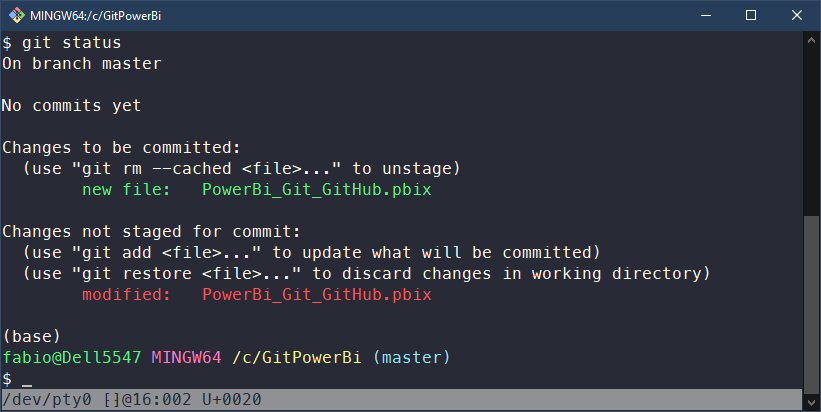 MINGW64:/c/GitPowerBi
$ git status
On branch master
No commits yet
Changes to be committed:
(use "git rm --cached <file>..." to unstage)
new file: PowerBi_Git_GitHub.pbix
Changes not staged for commit:
(use "git add <file>..." to update what will be committed)
(use "git restore <file>..." to discard changes in working directory)
modified: PowerBi_Git_GitHub.pbix
(base)
fabio@Dell5547 MINGW64 /c/GitPowerBi (master)
$ _
/dev/pty0 []@16:002 U+0020